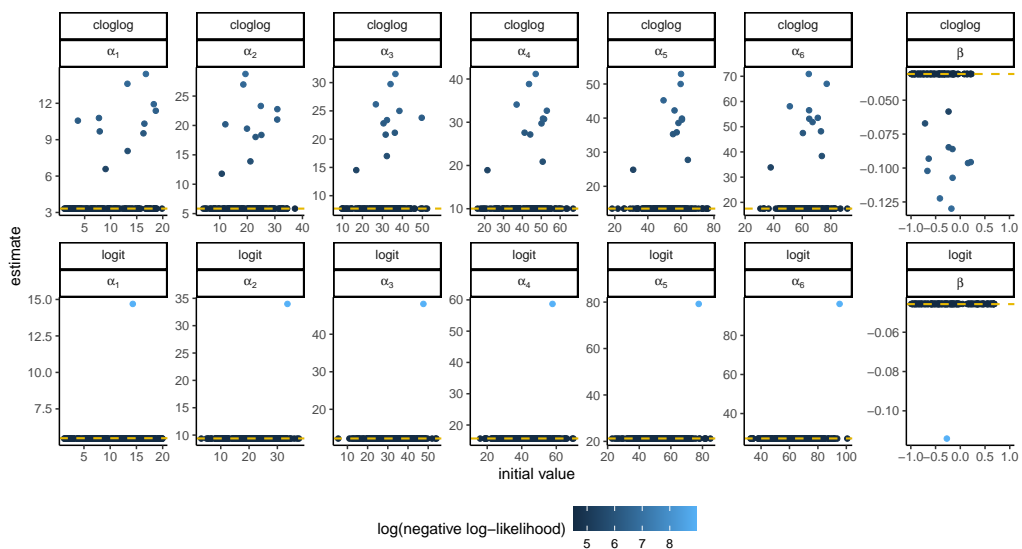 cloglog cloglog cloglog cloglog cloglog cloglog cloglog
α₁ α₂ α₃ α₄ α₅ α₆ β
12 9 6 3
25 20 15 10 5
30 20 10
40 30 20 10
50 40 30 20
70 60 50 40 30 20
−0.050 −0.075 −0.100 −0.125
5 10 15 20
10 20 30 40
10 20 30 40 50
20 30 40 50 60
20 40 60
40 60 80
−1.0 −0.5 0.0 0.5 1.0
logit logit logit logit logit logit logit
α₁ α₂ α₃ α₄ α₅ α₆ β
15.0 12.5 10.0 7.5
35 30 25 20 15 10
40 30 20 10
60 50 40 30 20
80 60 40 20
80 60 40
−0.06 −0.08 −0.10
5 10 15 20
10 20 30
10 20 30 40 50
20 40 60
20 40 60 80
40 60 80 100
−1.0 −0.5 0.0 0.5 1.0
estimate
initial value
log(negative log−likelihood)
5 6 7 8